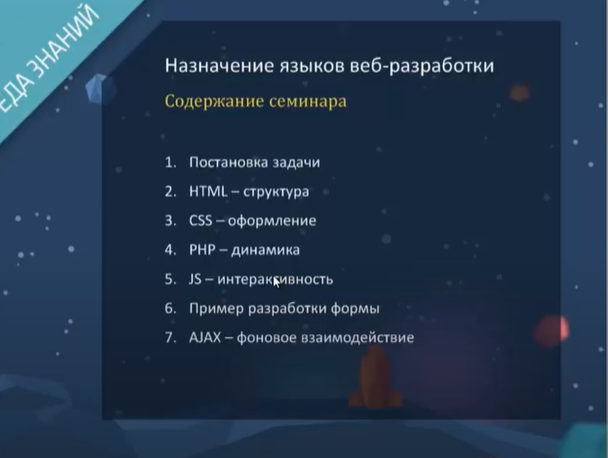 ЕДА ЗНАНИЙ
Назначение языков веб-разработки
Содержание семинара
1. Постановка задачи
2. HTML – структура
3. CSS – оформление
4. PHP – динамика
5. JS – интерактивность
6. Пример разработки формы
7. AJAX – фоновое взаимодействие